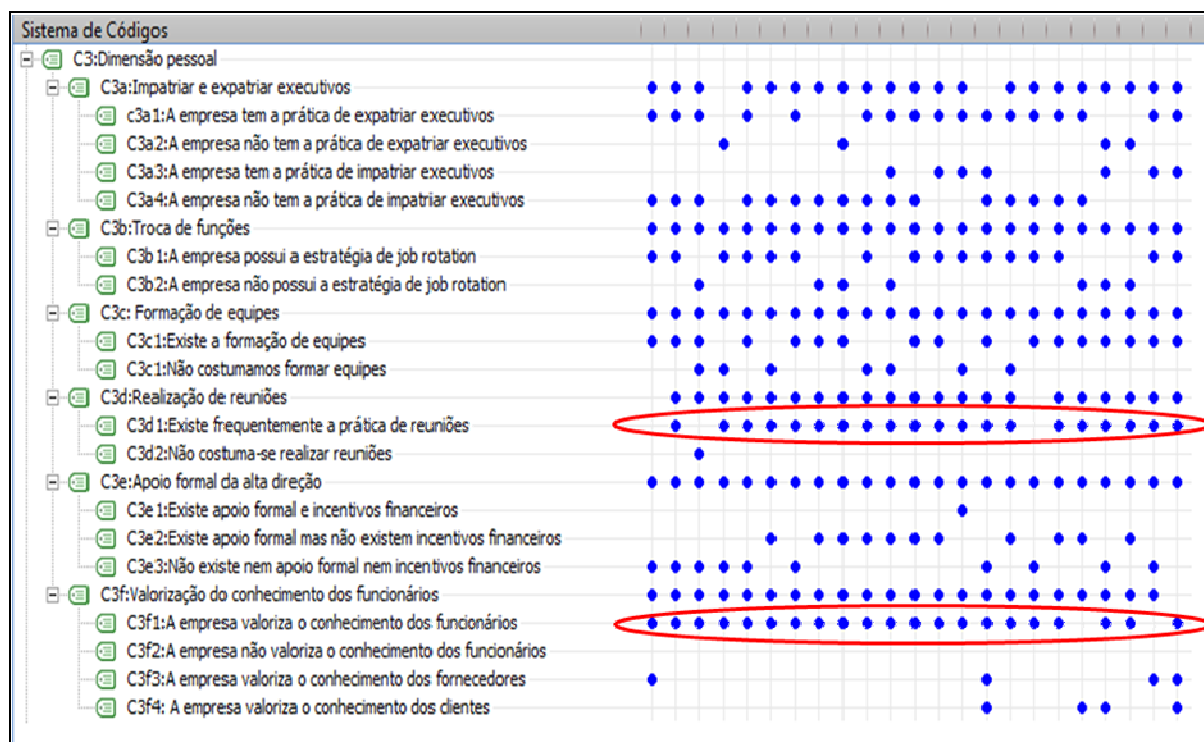 Sistema de Códigos
C3:Dimensão pessoal
C3a:Impatriar e expatriar executivos
c3a1:A empresa tem a prática de expatriar executivos
C3a2:A empresa não tem a prática de expatriar executivos
C3a3:A empresa tem a prática de impatriar executivos
C3a4:A empresa não tem a prática de impatriar executivos
C3b:Troca de funções
C3b1:A empresa possui a estratégia de job rotation
C3b2:A empresa não possui a estratégia de job rotation
C3c: Formação de equipes
C3c1:Existe a formação de equipes
C3c1:Não costumamos formar equipes
C3d:Realização de reuniões
C3d1:Existe frequentemente a prática de reuniões
C3d2:Não costuma-se realizar reuniões
C3e:Apoio formal da alta direção
C3e1:Existe apoio formal e incentivos financeiros
C3e2:Existe apoio formal mas não existem incentivos financeiros
C3e3:Não existe nem apoio formal nem incentivos financeiros
C3f:Valorização do conhecimento dos funcionários
C3f1:A empresa valoriza o conhecimento dos funcionários
C3f2:A empresa não valoriza o conhecimento dos funcionários
C3f3:A empresa valoriza o conhecimento dos fornecedores
C3f4: A empresa valoriza o conhecimento dos clientes